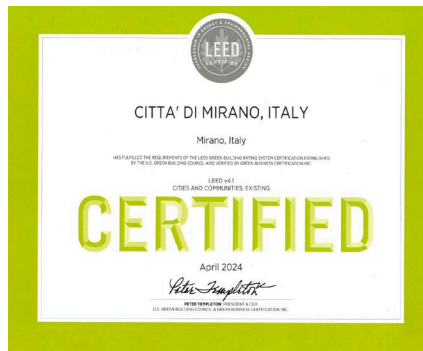 LEED
CERTIFIED
CITTA' DI MIRANO, ITALY
Mirano, Italy
HAS FULFILLED THE REQUIREMENTS OF THE LEED GREEN BUILDING RATING SYSTEM CERTIFICATION ESTABLISHED
BY THE U.S. GREEN BUILDING COUNCIL AND VERIFIED BY GREEN BUSINESS CERTIFICATION INC.
LEED v4.1
CITIES AND COMMUNITIES: EXISTING
CERTIFIED
April 2024
Peter Templeton
PETER TEMPLETON, PRESIDENT & CEO
U.S. GREEN BUILDING COUNCIL & GREEN BUSINESS CERTIFICATION INC.